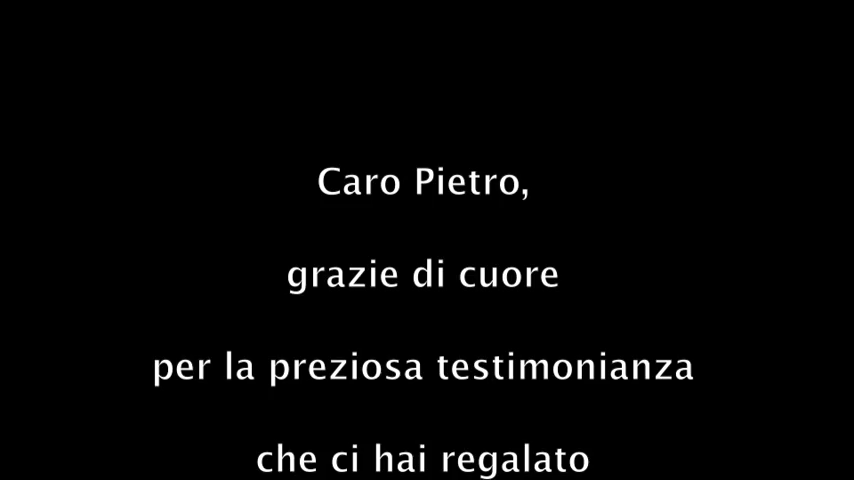 Caro Pietro,
grazie di cuore
per la preziosa testimonianza
che ci hai regalato